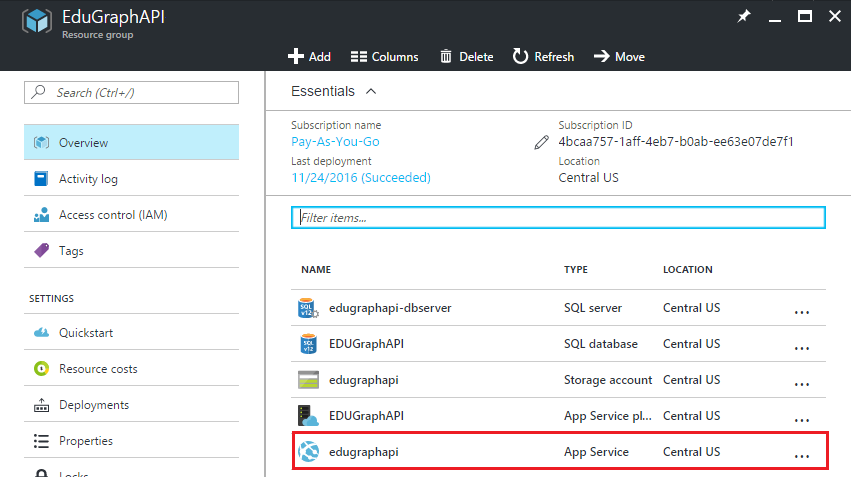 EduGraphAPI
Resource group
Add Columns Delete Refresh Move
Search (Ctrl+/)
Overview
Activity log
Access control (IAM)
Tags
SETTINGS
Quickstart
Resource costs
Deployments
Properties
Locks
Essentials
Subscription name
Pay-As-You-Go
Last deployment
11/24/2016 (Succeeded)
Subscription ID
4bcaa757-1aff-4eb7-b0ab-ee63e07de7f1
Location
Central US
Filter items...
NAME TYPE LOCATION
edugraphapi-dbserver SQL server Central US ...
EDUGraphAPI SQL database Central US ...
edugraphapi Storage account Central US ...
EDUGraphAPI App Service pl... Central US ...
edugraphapi App Service Central US ...